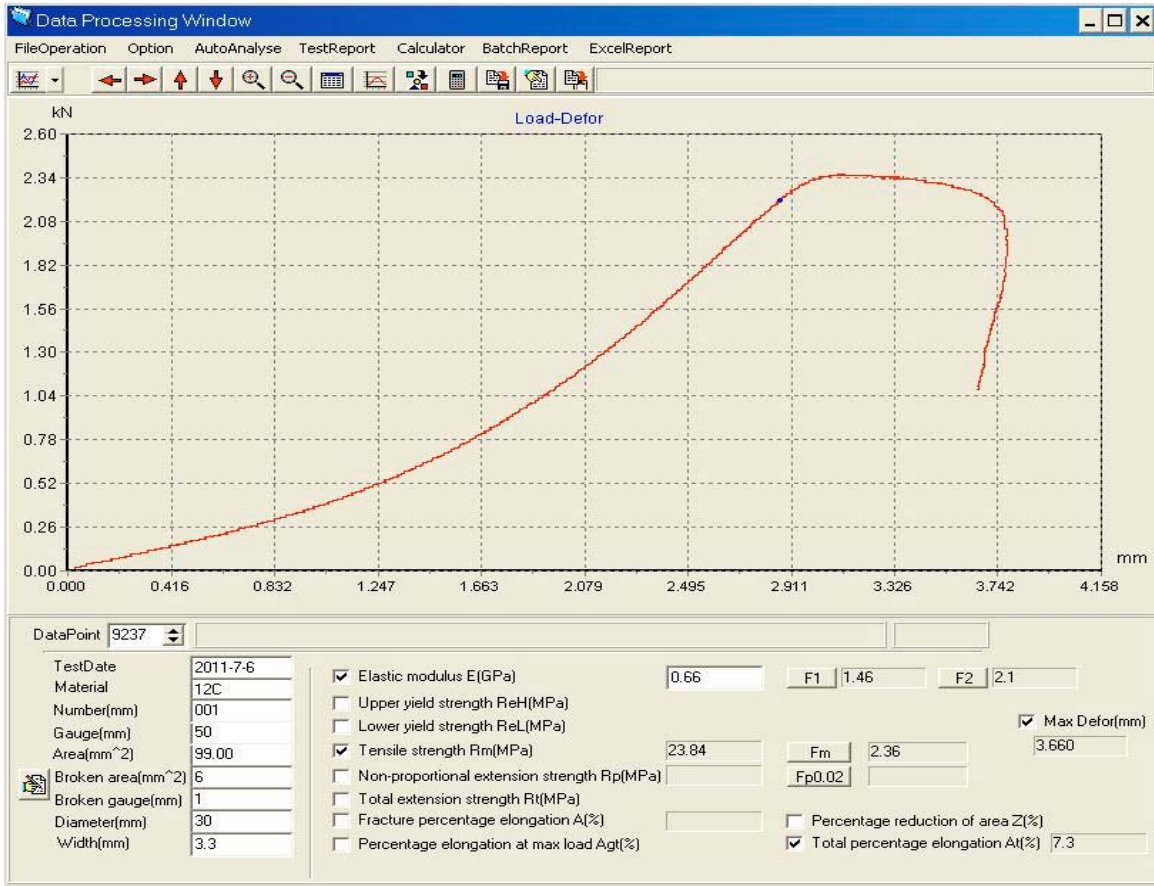 Data Processing Window
FileOperation Option AutoAnalyse TestReport Calculator BatchReport ExcelReport
kN
Load-Defor
2.60
2.34
2.08
1.82
1.56
1.30
1.04
0.78
0.52
0.26
0.00
mm
0.000 0.416 0.832 1.247 1.663 2.079 2.495 2.911 3.326 3.742 4.158
DataPoint 9237
TestDate 2011-7-6
Material 12C
Number(mm) 001
Gauge(mm) 50
Area(mm^2) 99.00
Broken area(mm^2) 6
Broken gauge(mm) 1
Diameter(mm) 30
Width(mm) 3.3
Elastic modulus E(GPa) 0.66 F1 1.46 F2 2.1
Upper yield strength ReH(MPa)
Lower yield strength ReL(MPa) Max Defor(mm)
Tensile strength Rm(MPa) 23.84 Fm 2.36 3.660
Non-proportional extension strength Rp(MPa) Fp0.02
Total extension strength Rt(MPa)
Fracture percentage elongation A(%) Percentage reduction of area Z(%)
Percentage elongation at max load Agt(%) Total percentage elongation At(%) 7.3